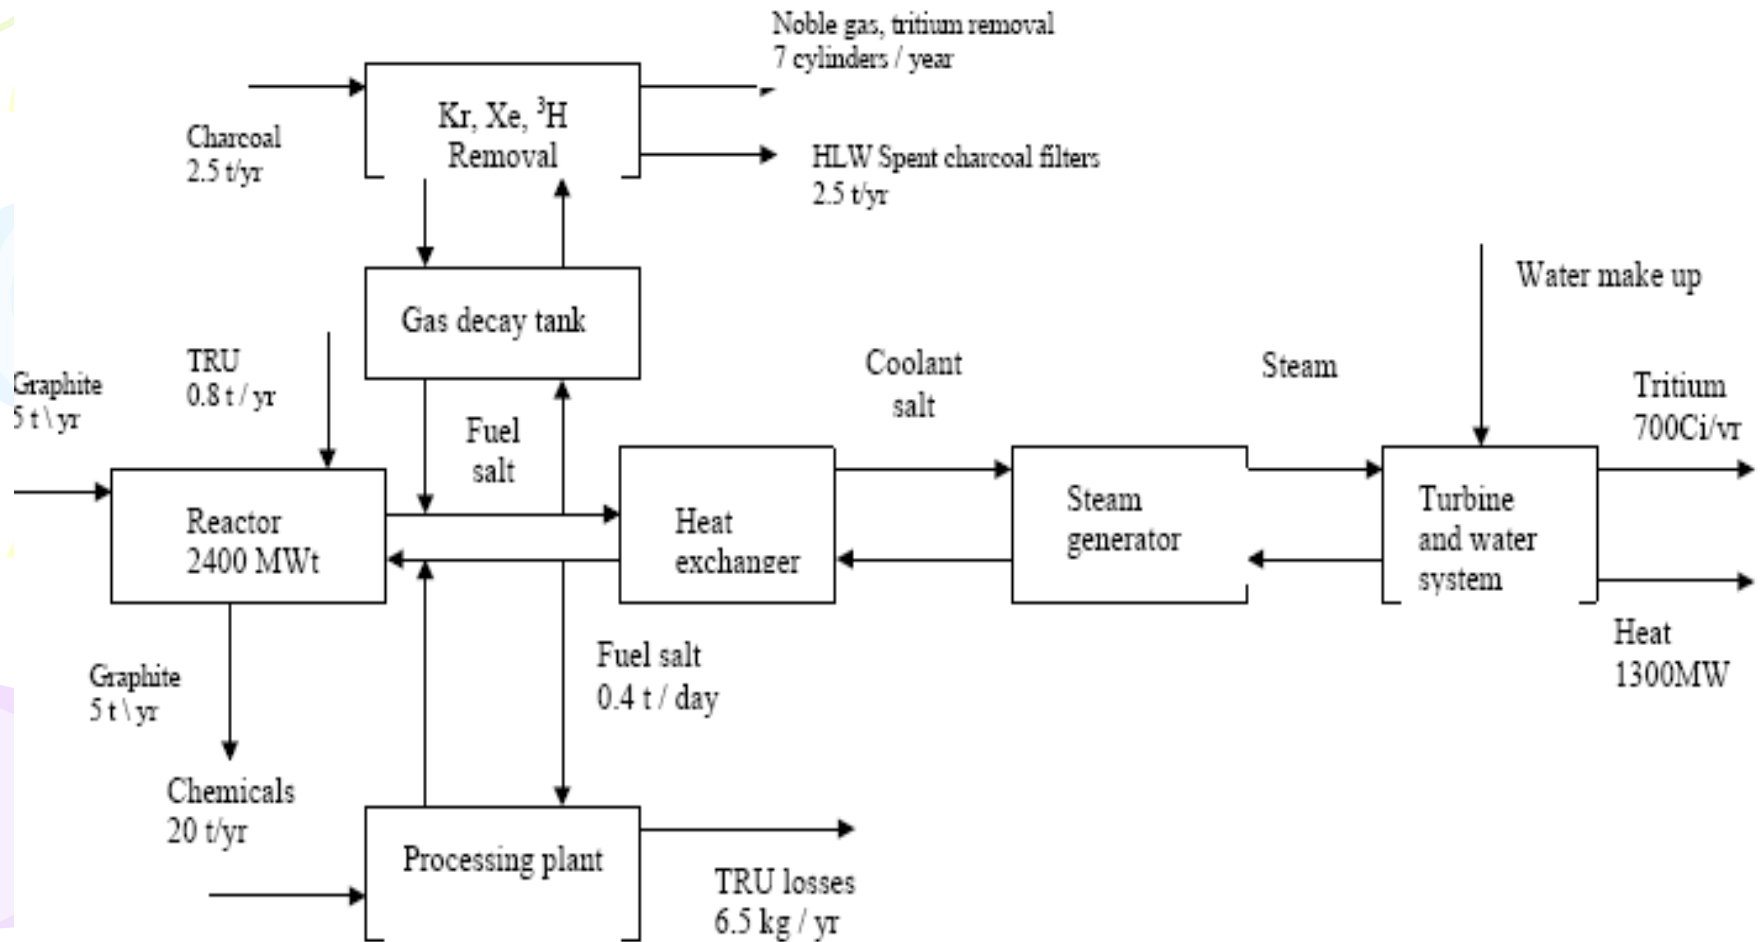 Noble gas, tritium removal
7 cylinders / year
Kr, Xe, ³H
Removal
Charcoal
2.5 t/yr
HLW Spent charcoal filters
2.5 t/yr
Water make up
Gas decay tank
TRU
0.8 t / yr
Graphite
5 t \ yr
Coolant
salt
Steam
Tritium
700Ci/yr
Fuel
salt
Reactor
2400 MWt
Heat
exchanger
Steam
generator
Turbine
and water
system
Heat
1300MW
Graphite
5 t \ yr
Fuel salt
0.4 t / day
Chemicals
20 t/yr
Processing plant
TRU losses
6.5 kg / yr